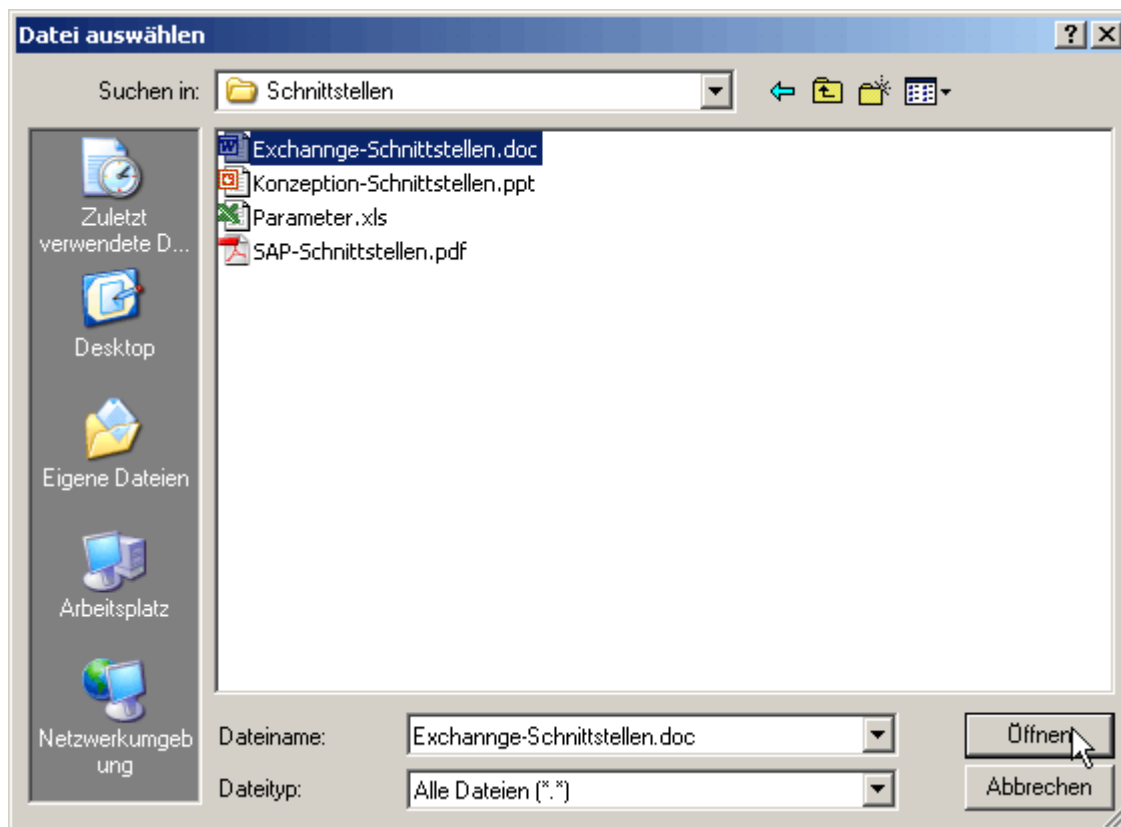 Datei auswählen
Suchen in: Schnittstellen
Zuletzt
verwendete D...
Desktop
Eigene Dateien
Arbeitsplatz
Netzwerkumgeb
ung
Exchannge-Schnittstellen.doc
Konzeption-Schnittstellen.ppt
Parameter.xls
SAP-Schnittstellen.pdf
Dateiname: Exchannge-Schnittstellen.doc Öffnen
Dateityp: Alle Dateien (*.*) Abbrechen